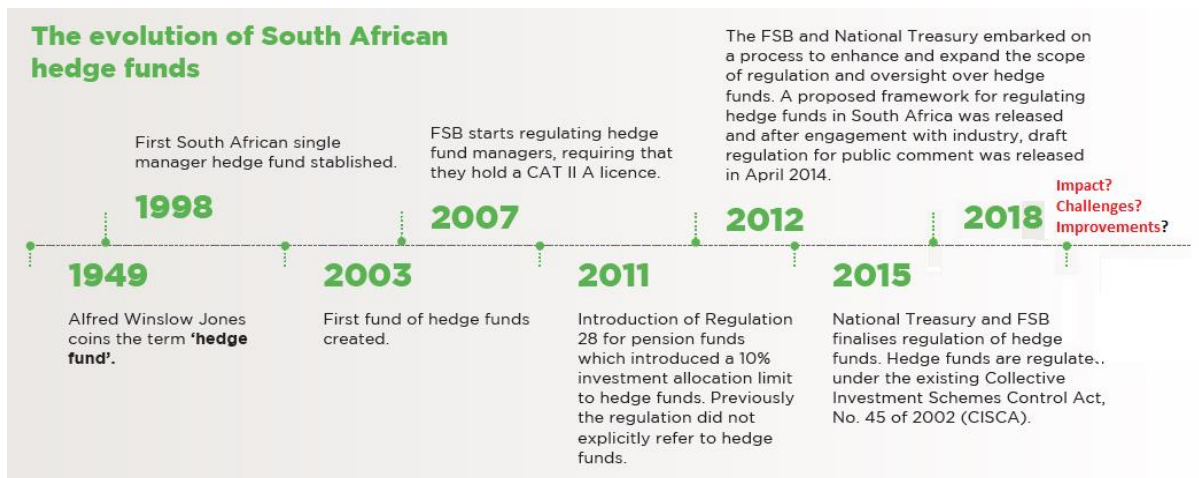 The evolution of South African
hedge funds
1949
Alfred Winslow Jones
coins the term ‘hedge
fund’.
First South African single
manager hedge fund stablished.
1998
2003
First fund of hedge funds
created.
FSB starts regulating hedge
fund managers, requiring that
they hold a CAT II A licence.
2007
2011
Introduction of Regulation
28 for pension funds
which introduced a 10%
investment allocation limit
to hedge funds. Previously
the regulation did not
explicitly refer to hedge
funds.
The FSB and National Treasury embarked on
a process to enhance and expand the scope
of regulation and oversight over hedge
funds. A proposed framework for regulating
hedge funds in South Africa was released
and after engagement with industry, draft
regulation for public comment was released
in April 2014.
2012
2015
National Treasury and FSB
finalises regulation of hedge
funds. Hedge funds are
under the existing Collective
Investment Schemes Control Act,
No. 45 of 2002 (CISCA).
2018
Impact?
Challenges?
Improvements?